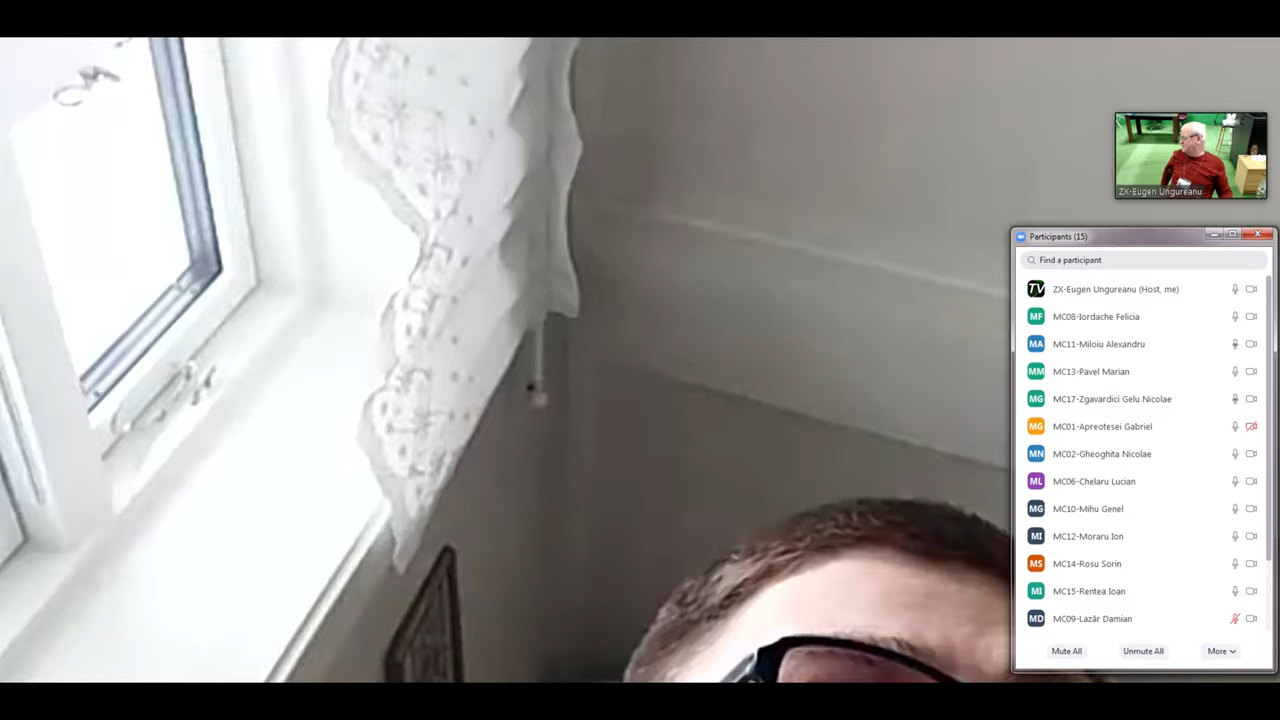 ZX-Eugen Ungureanu
Participants (15)
Find a participant
TV ZX-Eugen Ungureanu (Host, me)
MF MC08-Iordache Felicia
MA MC11-Miloiu Alexandru
MM MC13-Pavel Marian
MG MC17-Zgavardici Gelu Nicolae
MG MC01-Apreotesei Gabriel
MN MC02-Gheoghita Nicolae
ML MC06-Chelaru Lucian
MG MC10-Mihu Genel
MI MC12-Moraru Ion
MS MC14-Rosu Sorin
MI MC15-Rentea Ioan
MD MC09-Lazăr Damian
Mute All Unmute All More